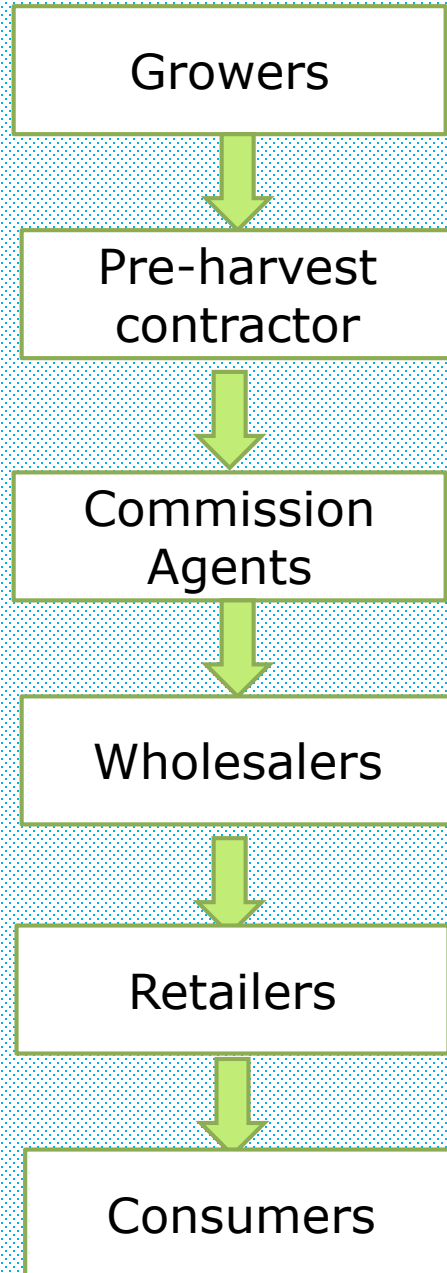 Growers
Pre-harvest
contractor
Commission
Agents
Wholesalers
Retailers
Consumers